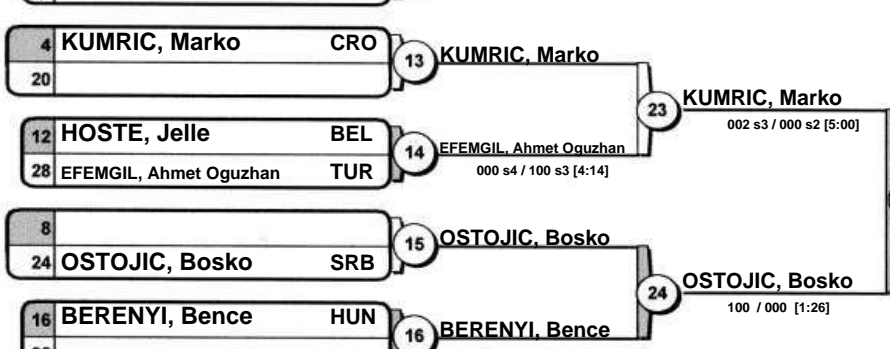 4 KUMRIC, Marko CRO
20
13 KUMRIC, Marko
12 HOSTE, Jelle BEL
28 EFEMGIL, Ahmet Oguzhan TUR
14 EFEMGIL, Ahmet Oguzhan
000 s4 / 100 s3 [4:14]
23 KUMRIC, Marko
002 s3 / 000 s2 [5:00]
8
24 OSTOJIC, Bosko SRB
15 OSTOJIC, Bosko
16 BERENYI, Bence HUN
16 BERENYI, Bence
24 OSTOJIC, Bosko
100 / 000 [1:26]